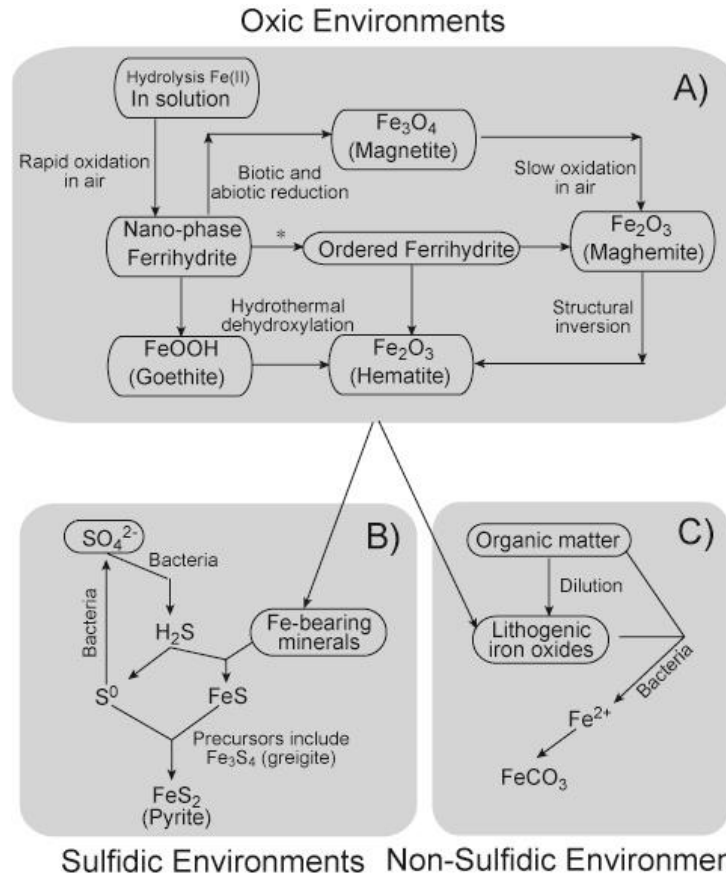 Oxic Environments
A)
Hydrolysis Fe(II)
In solution
Rapid oxidation
in air
Biotic and
abiotic reduction
Fe₃O₄
(Magnetite)
Slow oxidation
in air
Nano-phase
Ferrihydrite
*
Ordered Ferrihydrite
Fe₂O₃
(Maghemite)
Hydrothermal
dehydroxylation
Structural
inversion
FeOOH
(Goethite)
Fe₂O₃
(Hematite)
B)
SO₄²⁻
Bacteria
Bacteria
H₂S
Fe-bearing
minerals
S⁰
FeS
Precursors include
Fe₃S₄ (greigite)
FeS₂
(Pyrite)
Sulfidic Environments
C)
Organic matter
Dilution
Lithogenic
iron oxides
Bacteria
Fe²⁺
FeCO₃
Non-Sulfidic Environmen